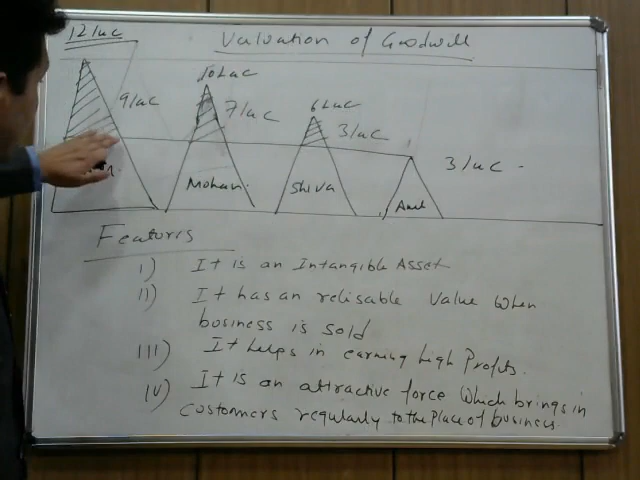 12 lac
Valuation of Goodwill
9 lac
10 Lac
7 lac
6 Lac
3 lac
3 lac -
Mohan.
Shiva
Amit
Features
I) It is an Intangible Asset
II) It has an relisable Value When
business is sold
III) It helps in earning high Profits.
IV) It is an attractive force Which brings in
customers regularly to the Place of business.